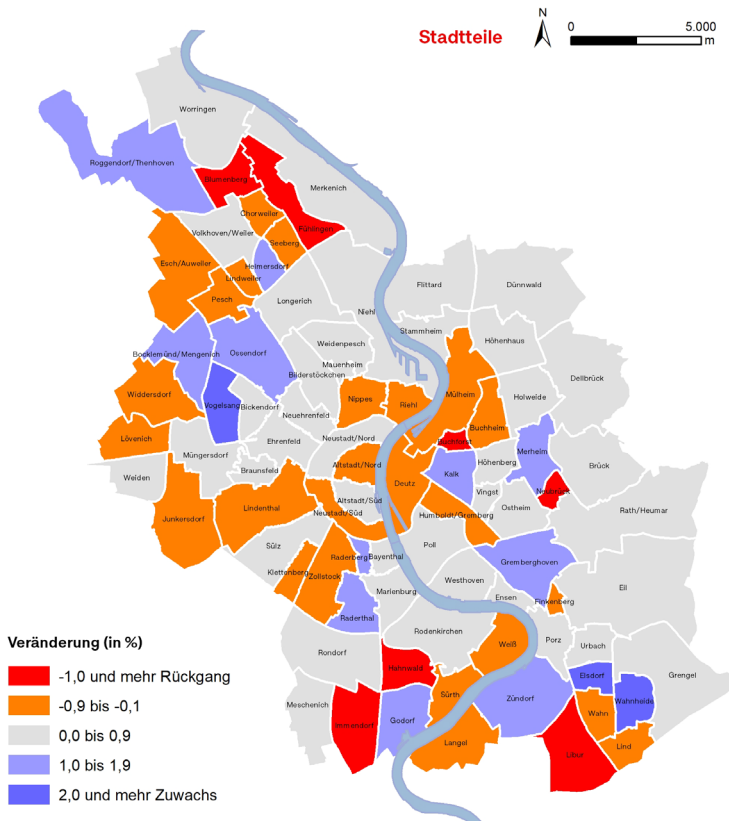 Stadtteile
N
0 5.000
m
Worringen
Roggendorf/Thenhoven
Blumenberg
Merkenich
Chorweiler
Fühlingen
Volkhoven/Weiler
Seeberg
Esch/Auweiler
Heimersdorf
Lindweiler
Pesch
Longerich
Niehl
Flittard
Dünnwald
Stammheim
Höhenhaus
Weidenpesch
Bocklemünd/Mengenich
Ossendorf
Mauenheim
Bilderstöckchen
Dellbrück
Widdersdorf
Vogelsang
Bickendorf
Nippes
Riehl
Mülheim
Holweide
Neuehrenfeld
Buchheim
Lövenich
Ehrenfeld
Neustadt/Nord
Buchforst
Müngersdorf
Merheim
Braunsfeld
Altstadt/Nord
Höhenberg
Brück
Weiden
Kalk
Deutz
Vingst
Neubrück
Altstadt/Süd
Lindenthal
Neustadt/Süd
Humboldt/Gremberg
Ostheim
Rath/Heumar
Junkersdorf
Sülz
Poll
Raderberg
Bayenthal
Gremberghoven
Klettenberg
Zollstock
Westhoven
Eil
Marienburg
Ensen
Finkenberg
Raderthal
Rodenkirchen
Weiß
Porz
Urbach
Rondorf
Hahnwald
Elsdorf
Grengel
Sürth
Zündorf
Wahnheide
Meschenich
Immendorf
Godorf
Wahn
Langel
Libur
Lind
Veränderung (in %)
-1,0 und mehr Rückgang
-0,9 bis -0,1
0,0 bis 0,9
1,0 bis 1,9
2,0 und mehr Zuwachs